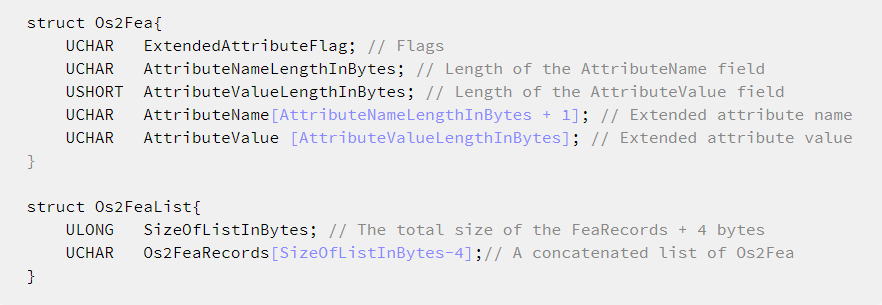 struct Os2Fea{
UCHAR ExtendedAttributeFlag; // Flags
UCHAR AttributeNameLengthInBytes; // Length of the AttributeName field
USHORT AttributeValueLengthInBytes; // Length of the AttributeValue field
UCHAR AttributeName[AttributeNameLengthInBytes + 1]; // Extended attribute name
UCHAR AttributeValue [AttributeValueLengthInBytes]; // Extended attribute value
}
struct Os2FeaList{
ULONG SizeOfListInBytes; // The total size of the FeaRecords + 4 bytes
UCHAR Os2FeaRecords[SizeOfListInBytes-4];// A concatenated list of Os2Fea
}